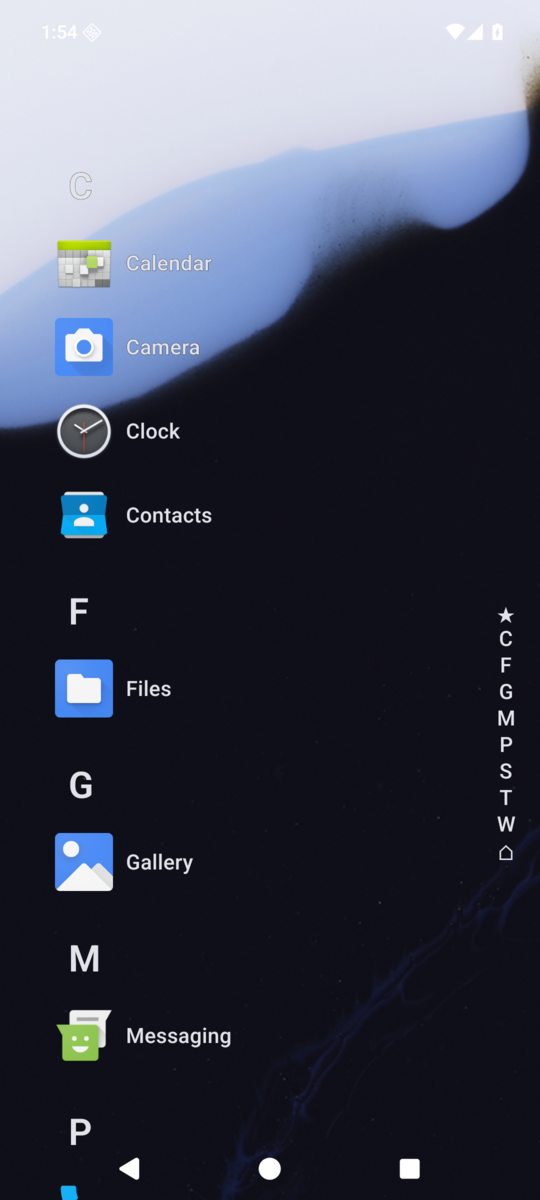 1:54
C
Calendar
Camera
Clock
Contacts
F
Files
G
Gallery
M
Messaging
P
★
C
F
G
M
P
S
T
W